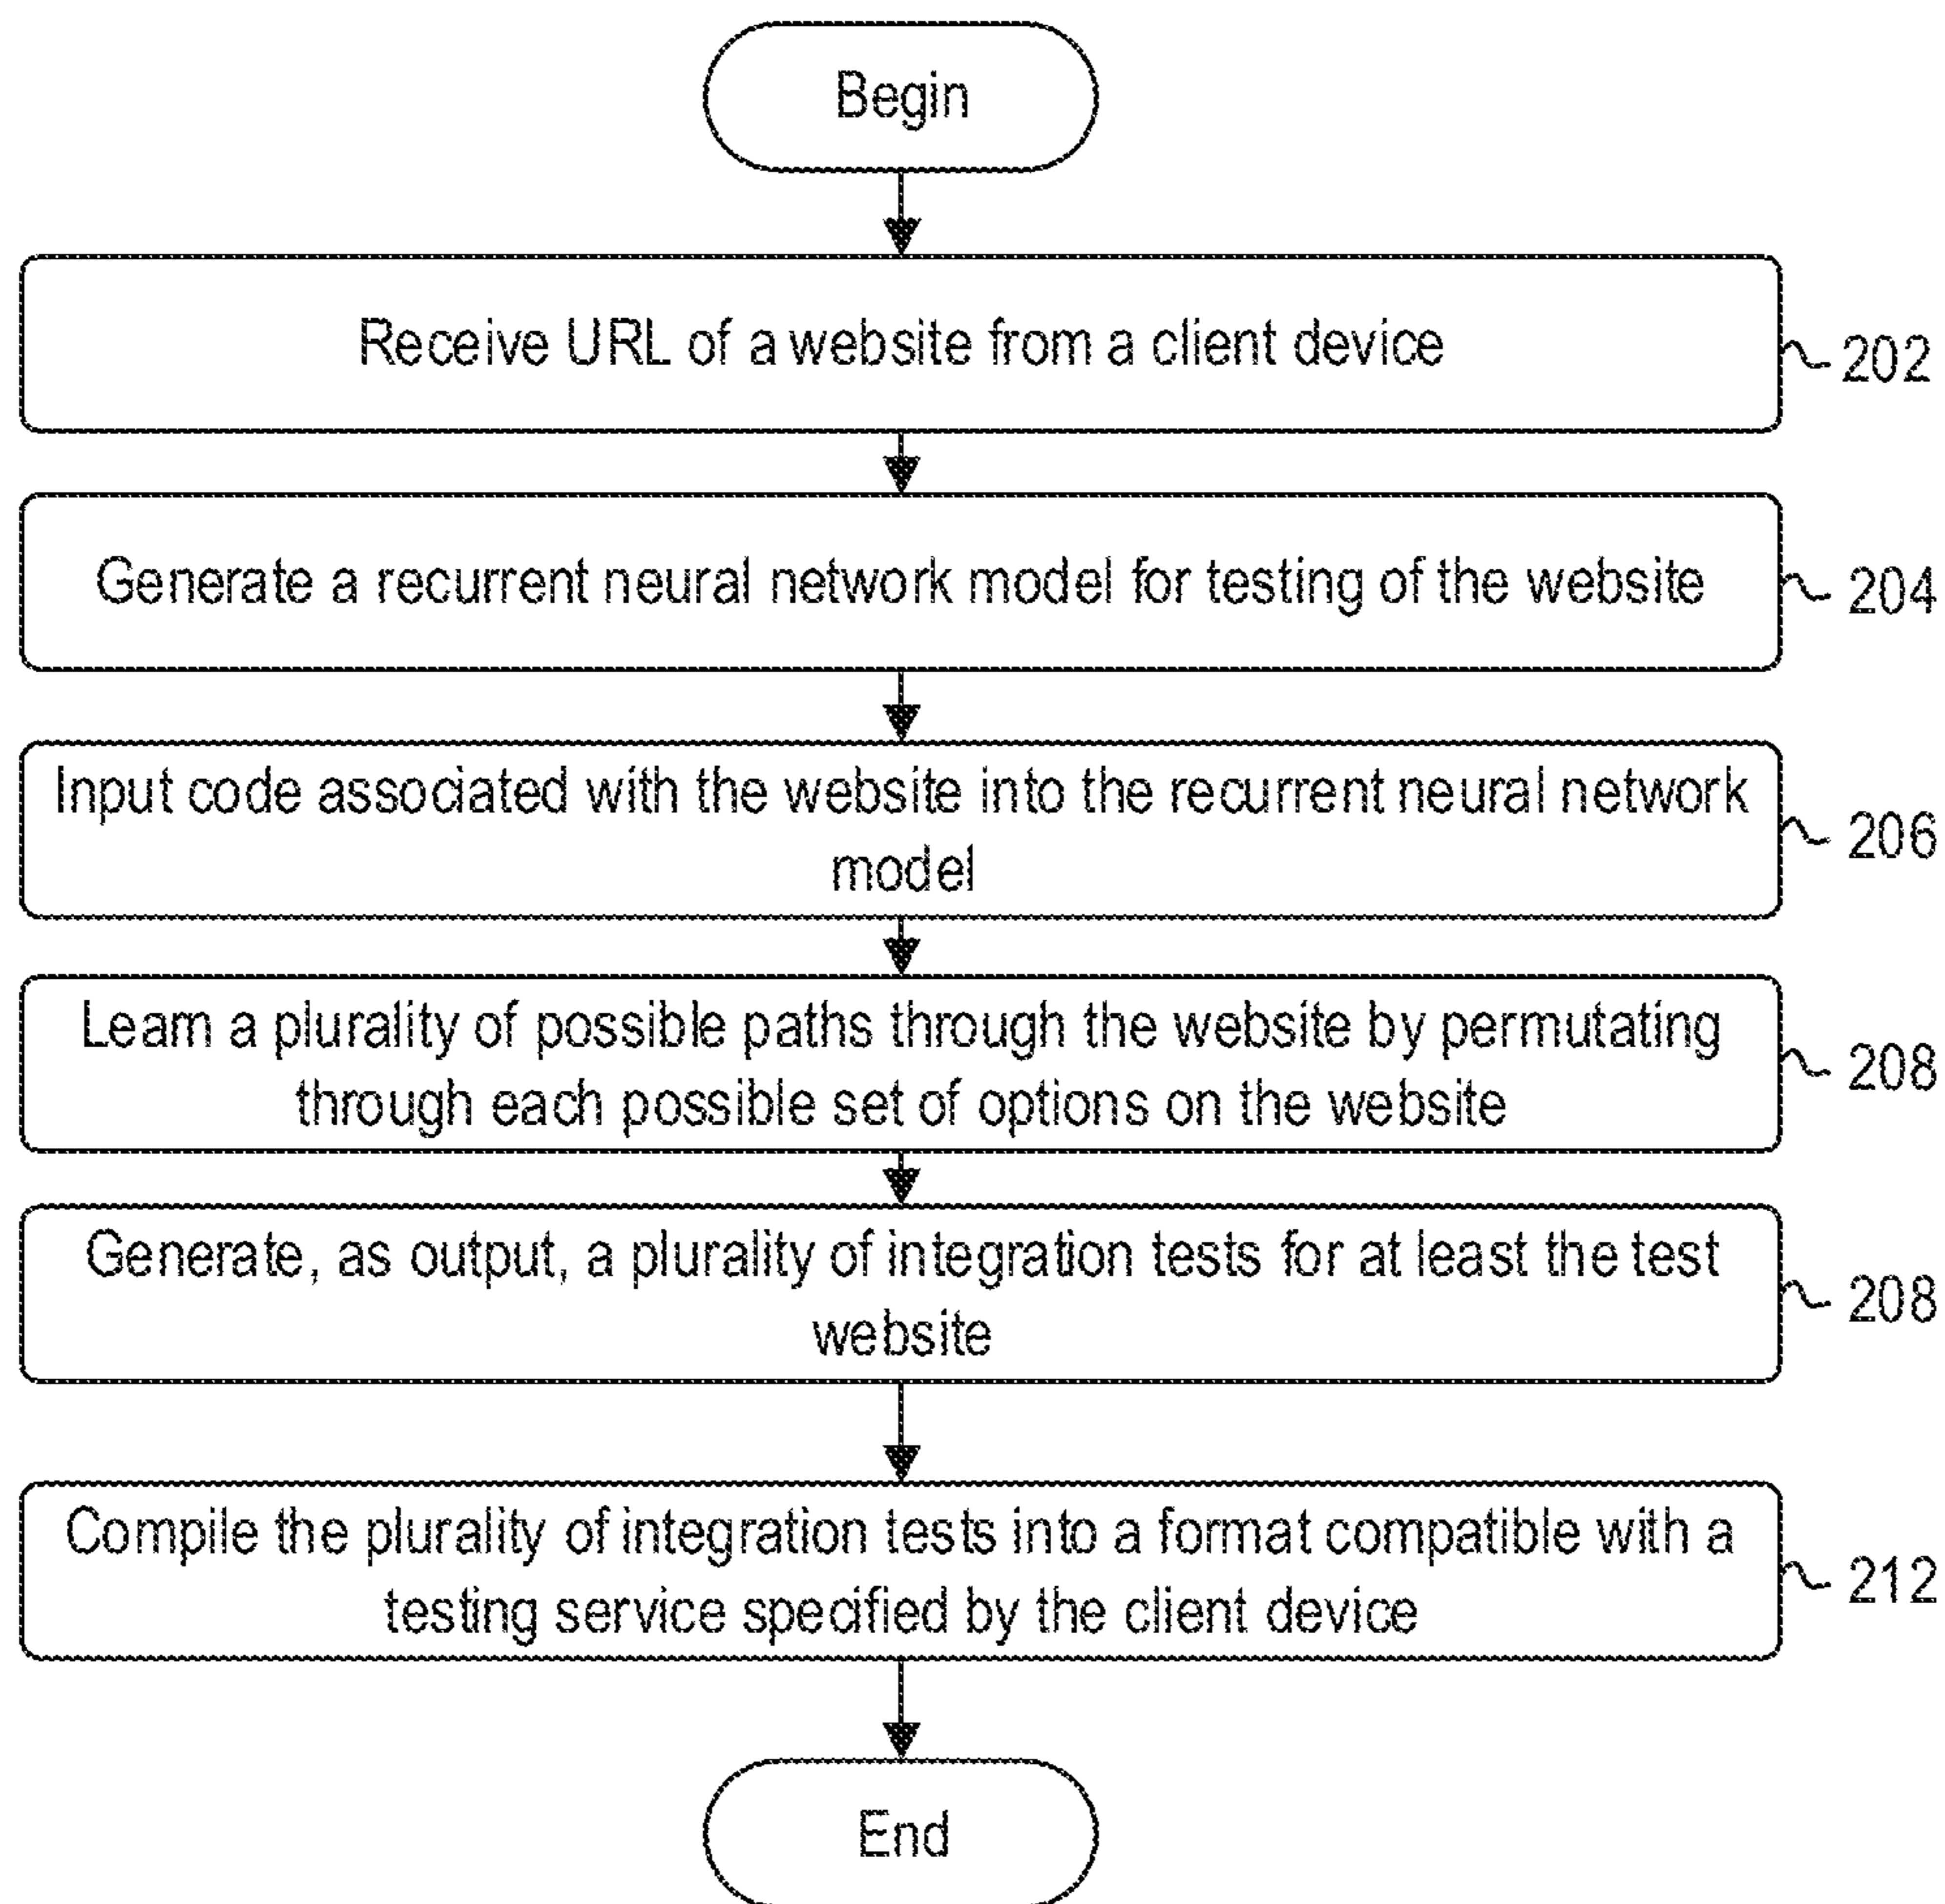 Begin
Receive URL of a website from a client device
202
Generate a recurrent neural network model for testing of the website
204
Input code associated with the website into the recurrent neural network
model
206
Learn a plurality of possible paths through the website by permutating
through each possible set of options on the website
208
Generate, as output, a plurality of integration tests for at least the test
website
208
Compile the plurality of integration tests into a format compatible with a
testing service specified by the client device
212
End